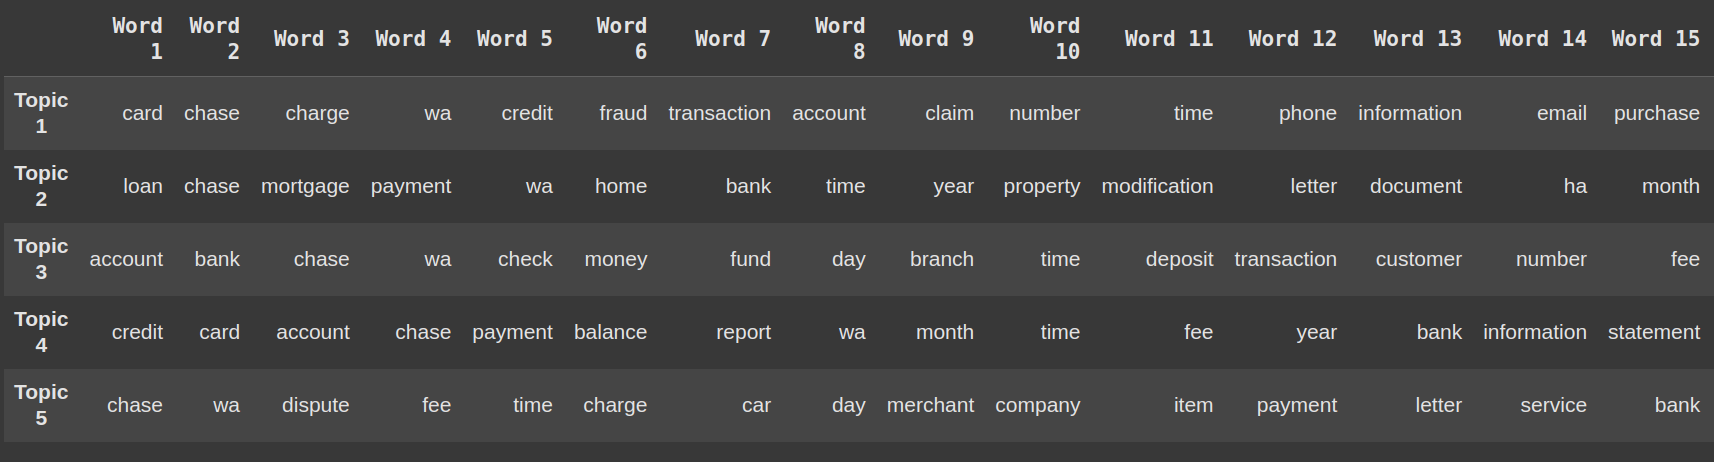 Word 1 Word 2 Word 3 Word 4 Word 5 Word 6 Word 7 Word 8 Word 9 Word 10 Word 11 Word 12 Word 13 Word 14 Word 15
Topic 1 card chase charge wa credit fraud transaction account claim number time phone information email purchase
Topic 2 loan chase mortgage payment wa home bank time year property modification letter document ha month
Topic 3 account bank chase wa check money fund day branch time deposit transaction customer number fee
Topic 4 credit card account chase payment balance report wa month time fee year bank information statement
Topic 5 chase wa dispute fee time charge car day merchant company item payment letter service bank